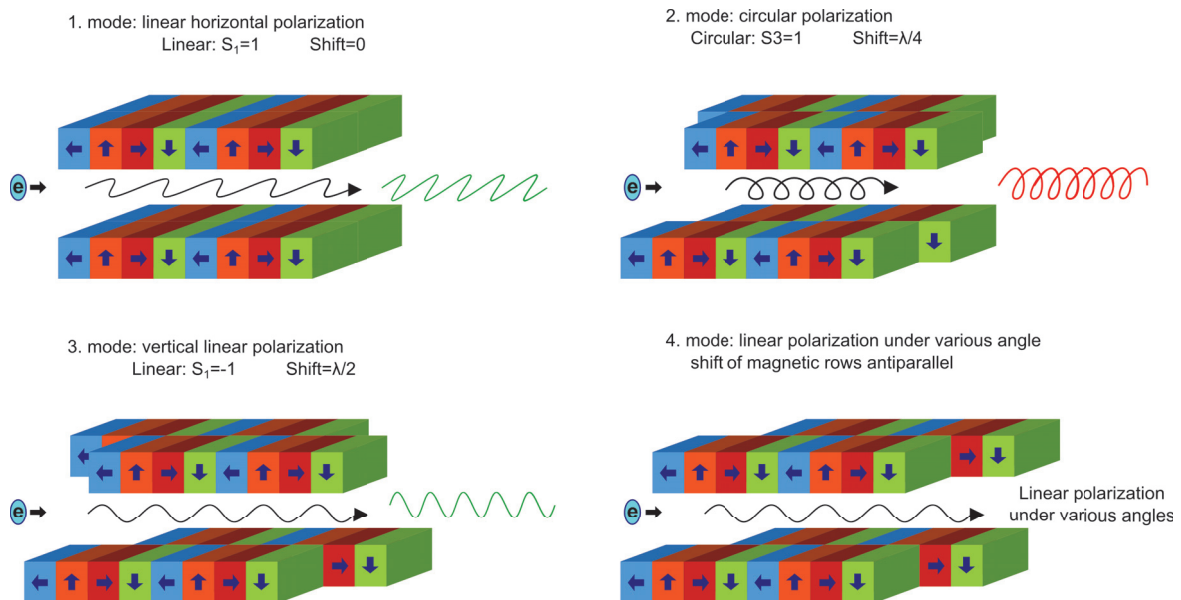 1. mode: linear horizontal polarization
Linear: S₁=1 Shift=0
e
2. mode: circular polarization
Circular: S3=1 Shift=λ/4
e
3. mode: vertical linear polarization
Linear: S₁=-1 Shift=λ/2
e
4. mode: linear polarization under various angle
shift of magnetic rows antiparallel
e
Linear polarization
under various angles